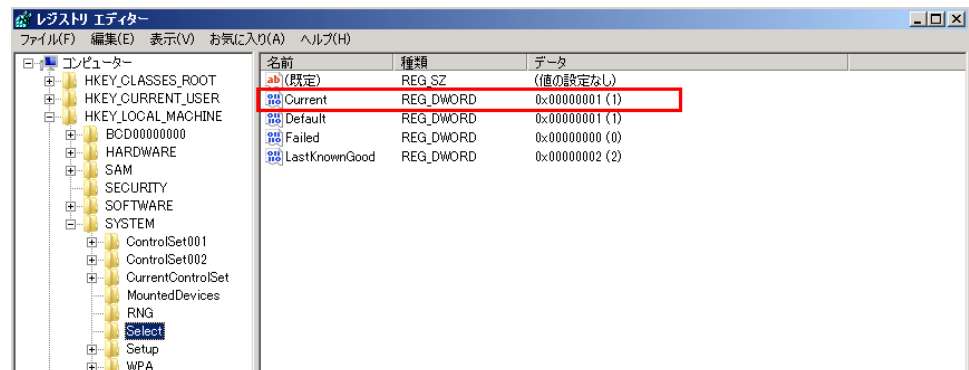 レジストリ エディター
ファイル(F) 編集(E) 表示(V) お気に入り(A) ヘルプ(H)
コンピューター
HKEY_CLASSES_ROOT
HKEY_CURRENT_USER
HKEY_LOCAL_MACHINE
BCD00000000
HARDWARE
SAM
SECURITY
SOFTWARE
SYSTEM
ControlSet001
ControlSet002
CurrentControlSet
MountedDevices
RNG
Select
Setup
WPA
名前 種類 データ
(既定) REG_SZ (値の設定なし)
Current REG_DWORD 0x00000001 (1)
Default REG_DWORD 0x00000001 (1)
Failed REG_DWORD 0x00000000 (0)
LastKnownGood REG_DWORD 0x00000002 (2)